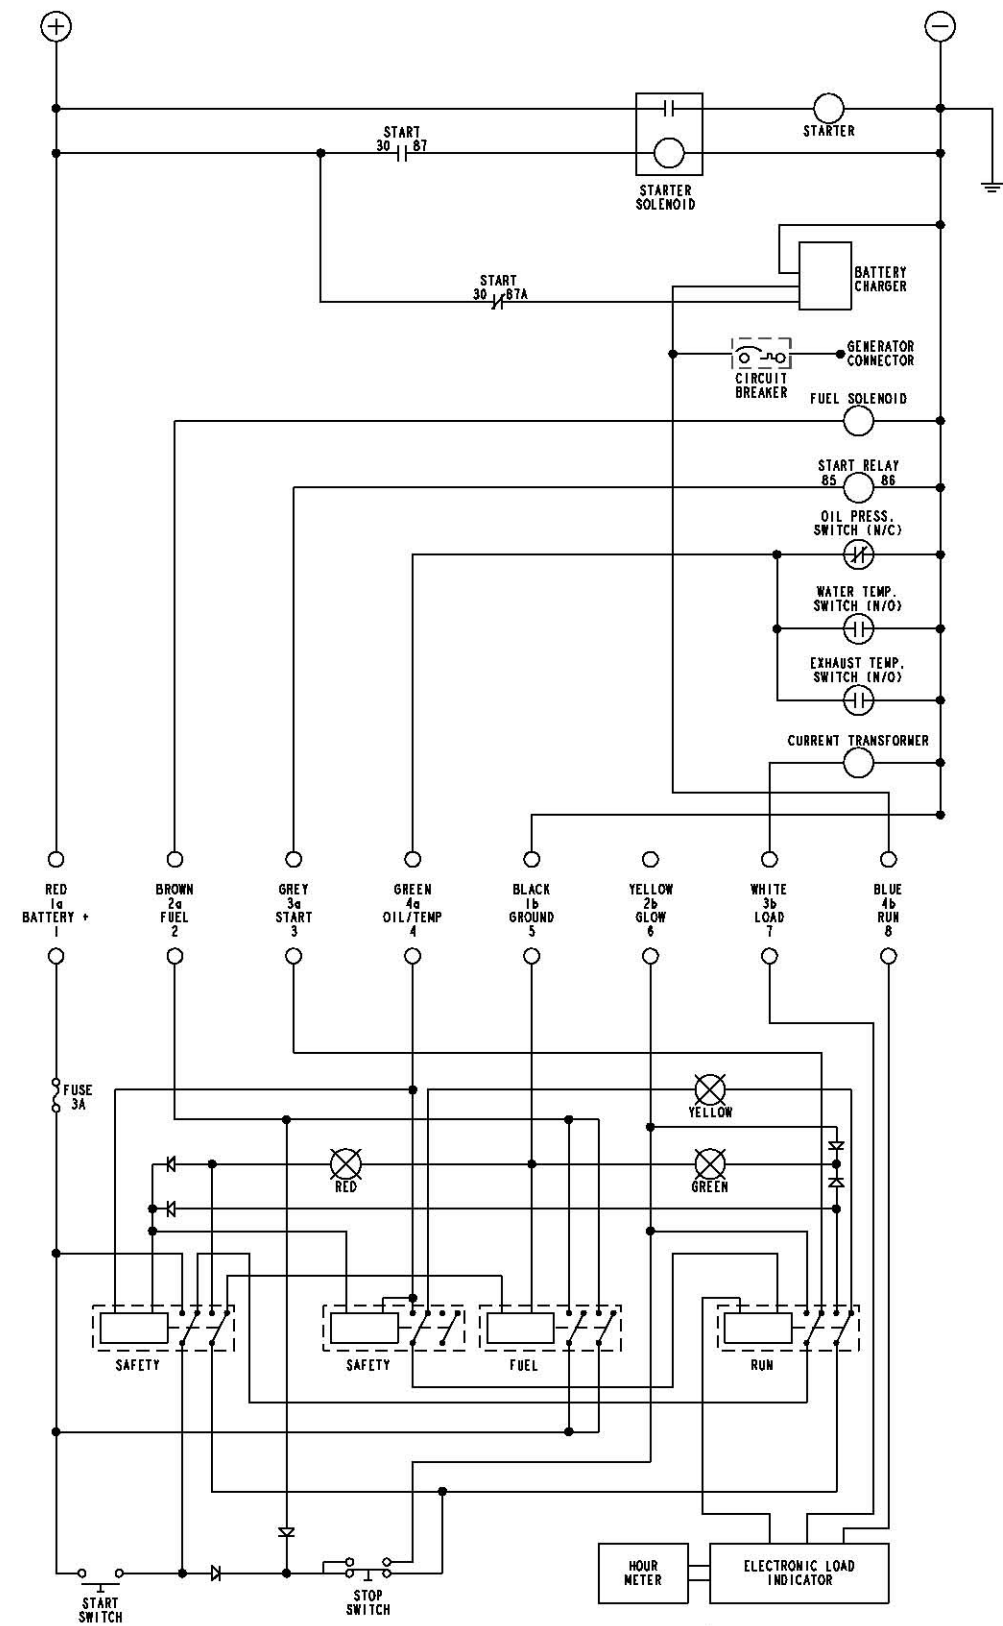 START
30 87
STARTER
STARTER
SOLENOID
BATTERY
CHARGER
START
30 87A
GENERATOR
CONNECTOR
CIRCUIT
BREAKER
FUEL SOLENOID
START RELAY
85 86
OIL PRESS.
SWITCH (N/C)
WATER TEMP.
SWITCH (N/O)
EXHAUST TEMP.
SWITCH (N/O)
CURRENT TRANSFORMER
RED
1a
BATTERY +
1
BROWN
2a
FUEL
2
GREY
3a
START
3
GREEN
4a
OIL/TEMP
4
BLACK
1b
GROUND
5
YELLOW
2b
GLOW
6
WHITE
3b
LOAD
7
BLUE
4b
RUN
8
FUSE
3A
YELLOW
RED
GREEN
SAFETY
SAFETY
FUEL
RUN
START
SWITCH
STOP
SWITCH
HOUR
METER
ELECTRONIC LOAD
INDICATOR